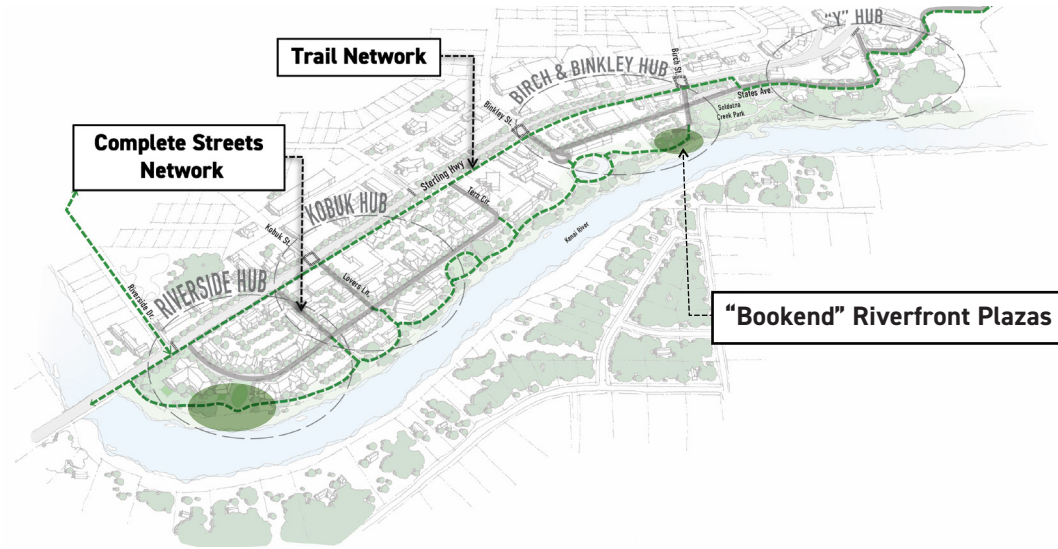 "Y" HUB
Trail Network
BIRCH & BINKLEY HUB
Birch St.
States Ave.
Soldotna
Creek Park
Binkley St.
Complete Streets
Network
Sterling Hwy
Tern Cir.
KOBUK HUB
Kobuk St.
Kenai River
Lovers Ln.
RIVERSIDE HUB
Riverside Dr.
"Bookend" Riverfront Plazas